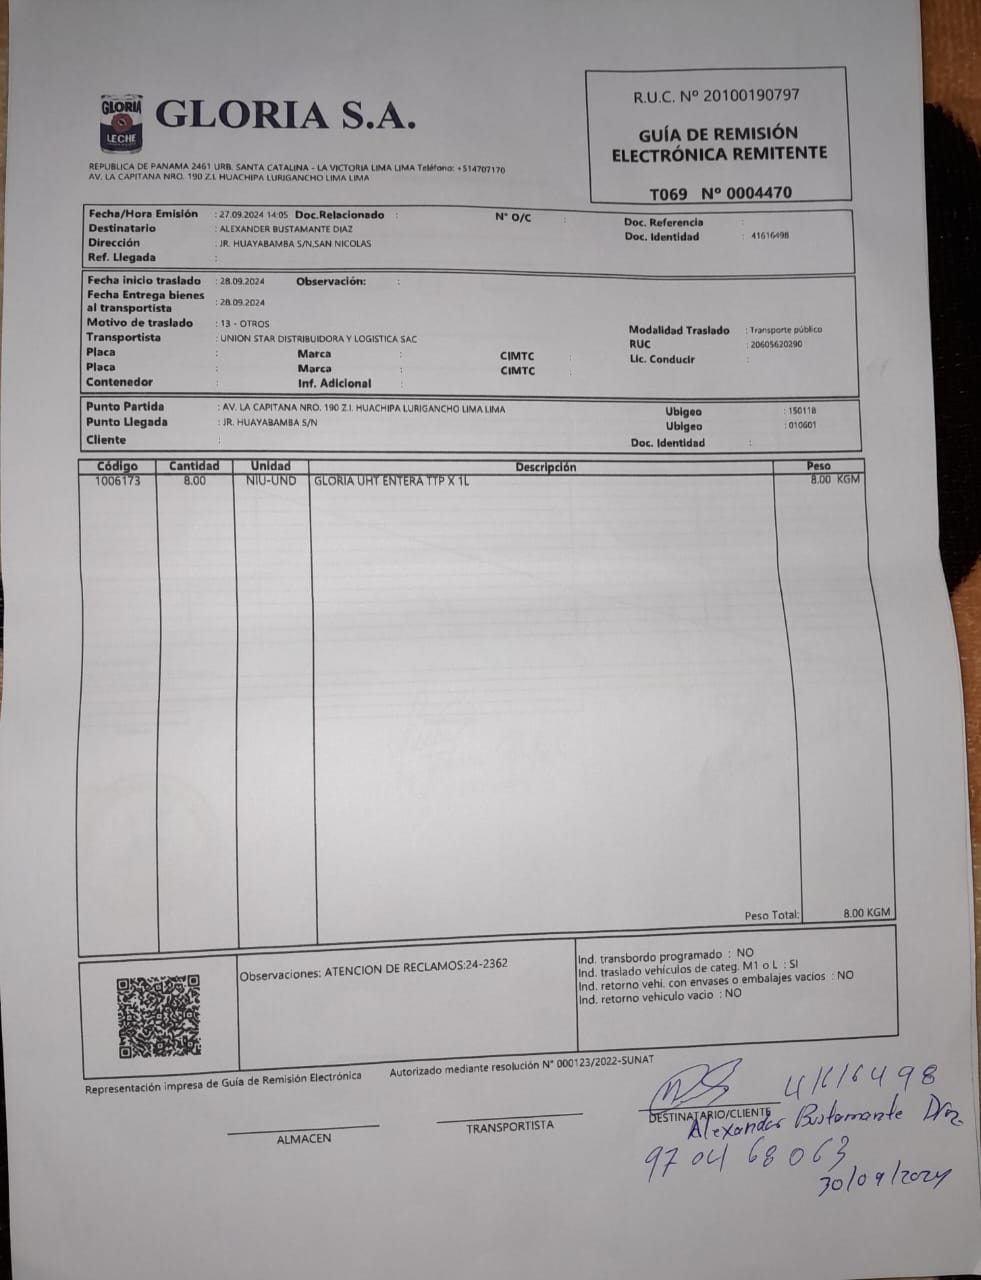 GLORIA
LECHE
GLORIA S.A.
REPUBLICA DE PANAMA 2461 URB. SANTA CATALINA - LA VICTORIA LIMA LIMA Teléfono: +514707170
AV. LA CAPITANA NRO. 190 Z.I. HUACHIPA LURIGANCHO LIMA LIMA
R.U.C. Nº 20100190797
GUÍA DE REMISIÓN
ELECTRÓNICA REMITENTE
T069 Nº 0004470
Fecha/Hora Emisión : 27.09.2024 14:05 Doc.Relacionado : N° O/C : Doc. Referencia :
Destinatario : ALEXANDER BUSTAMANTE DIAZ Doc. Identidad : 41616498
Dirección : JR. HUAYABAMBA S/N,SAN NICOLAS
Ref. Llegada :
Fecha inicio traslado : 28.09.2024 Observación: :
Fecha Entrega bienes
al transportista : 28.09.2024
Motivo de traslado : 13 - OTROS Modalidad Traslado : Transporte público
Transportista : UNION STAR DISTRIBUIDORA Y LOGISTICA SAC RUC : 20605620290
Placa : Marca : CIMTC : Lic. Conducir :
Placa : Marca : CIMTC :
Contenedor : Inf. Adicional :
Punto Partida : AV. LA CAPITANA NRO. 190 Z.I. HUACHIPA LURIGANCHO LIMA LIMA Ubigeo : 150118
Punto Llegada : JR. HUAYABAMBA S/N Ubigeo : 010601
Cliente : Doc. Identidad :
Código Cantidad Unidad Descripción Peso
1006173 8.00 NIU-UND GLORIA UHT ENTERA TTP X 1L 8.00 KGM
Peso Total: 8.00 KGM
Observaciones: ATENCION DE RECLAMOS:24-2362
Ind. transbordo programado : NO
Ind. traslado vehículos de categ. M1 o L : SI
Ind. retorno vehi. con envases o embalajes vacios : NO
Ind. retorno vehiculo vacio : NO
Representación impresa de Guía de Remisión Electrónica Autorizado mediante resolución N° 000123/2022-SUNAT
41616498
ALMACEN
TRANSPORTISTA
DESTINATARIO/CLIENTE
Alexander Bustamante Diaz
970468063
30/09/2024